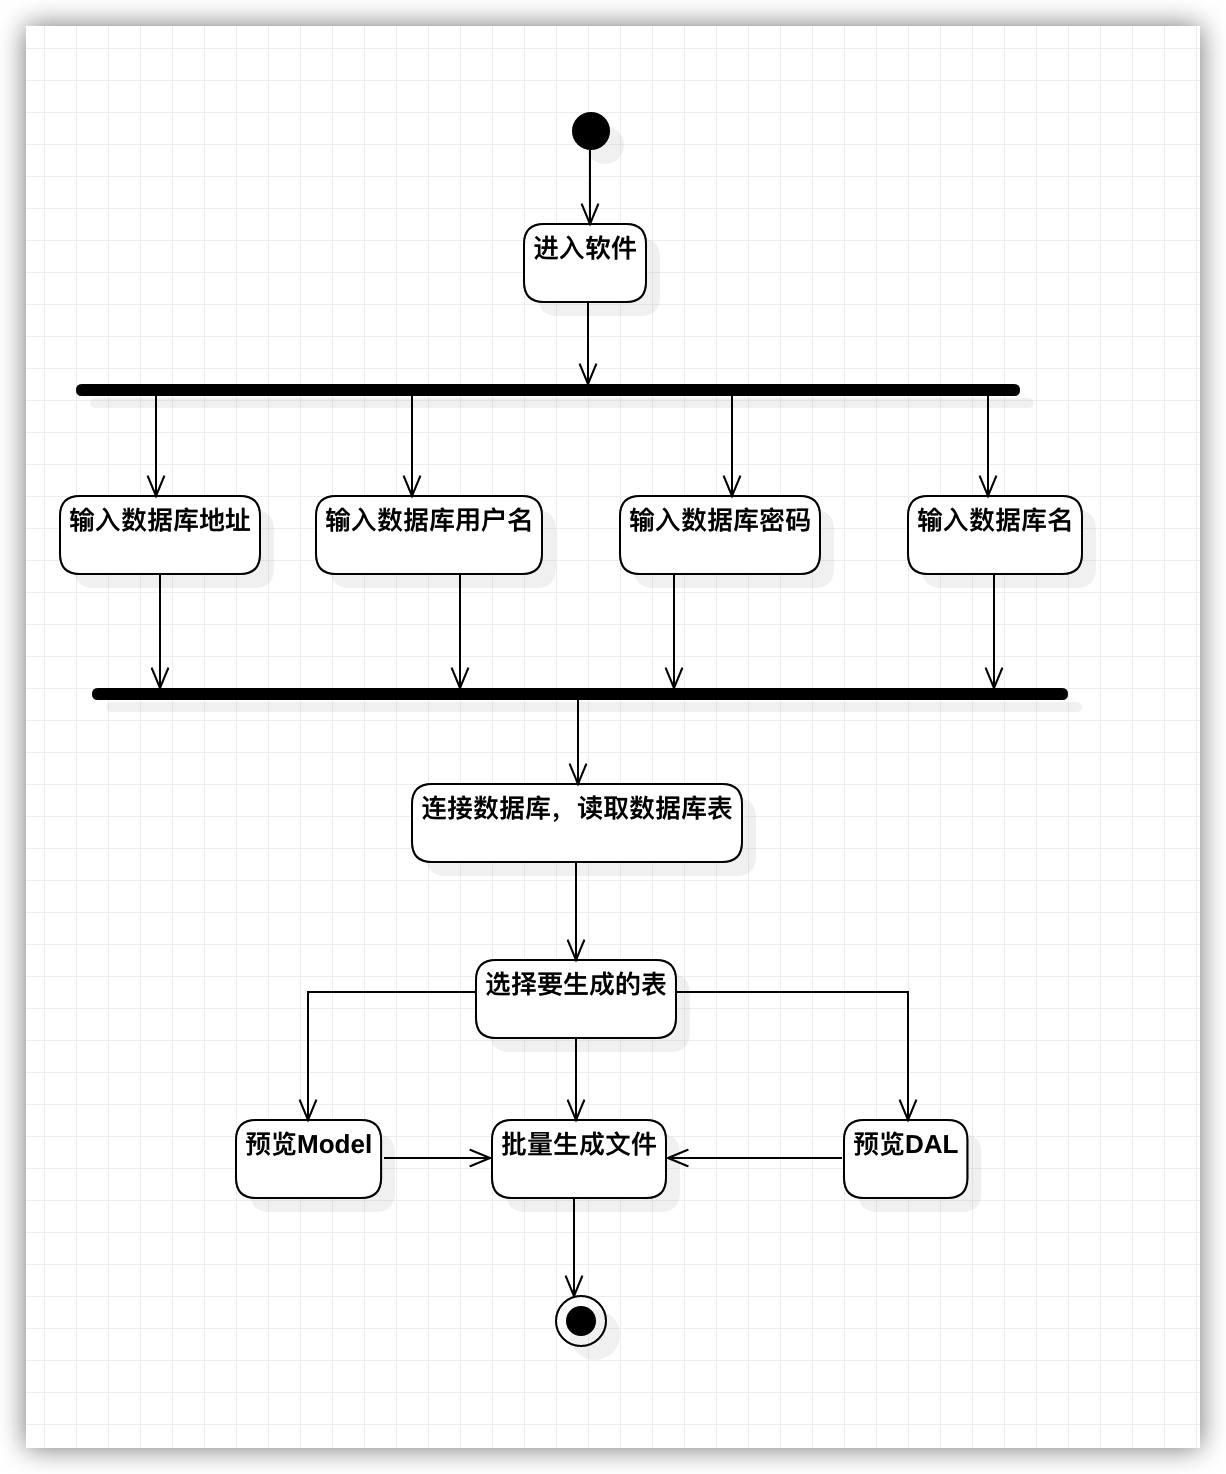 进入软件
输入数据库地址
输入数据库用户名
输入数据库密码
输入数据库名
连接数据库，读取数据库表
选择要生成的表
预览Model
批量生成文件
预览DAL